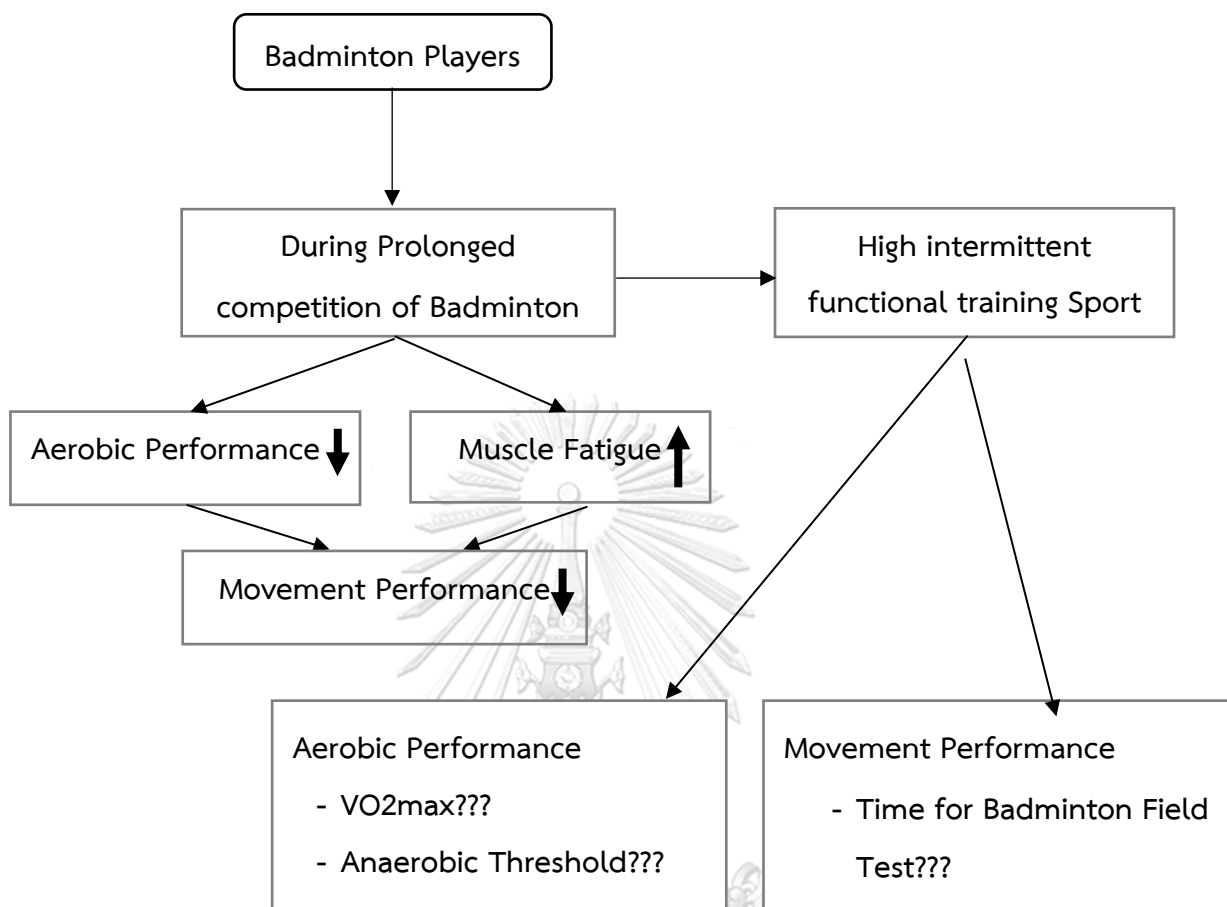 Badminton Players
During Prolonged
competition of Badminton
High intermittent
functional training Sport
Aerobic Performance
Muscle Fatigue
Movement Performance
Aerobic Performance
- VO2max???
- Anaerobic Threshold???
Movement Performance
- Time for Badminton Field
Test???